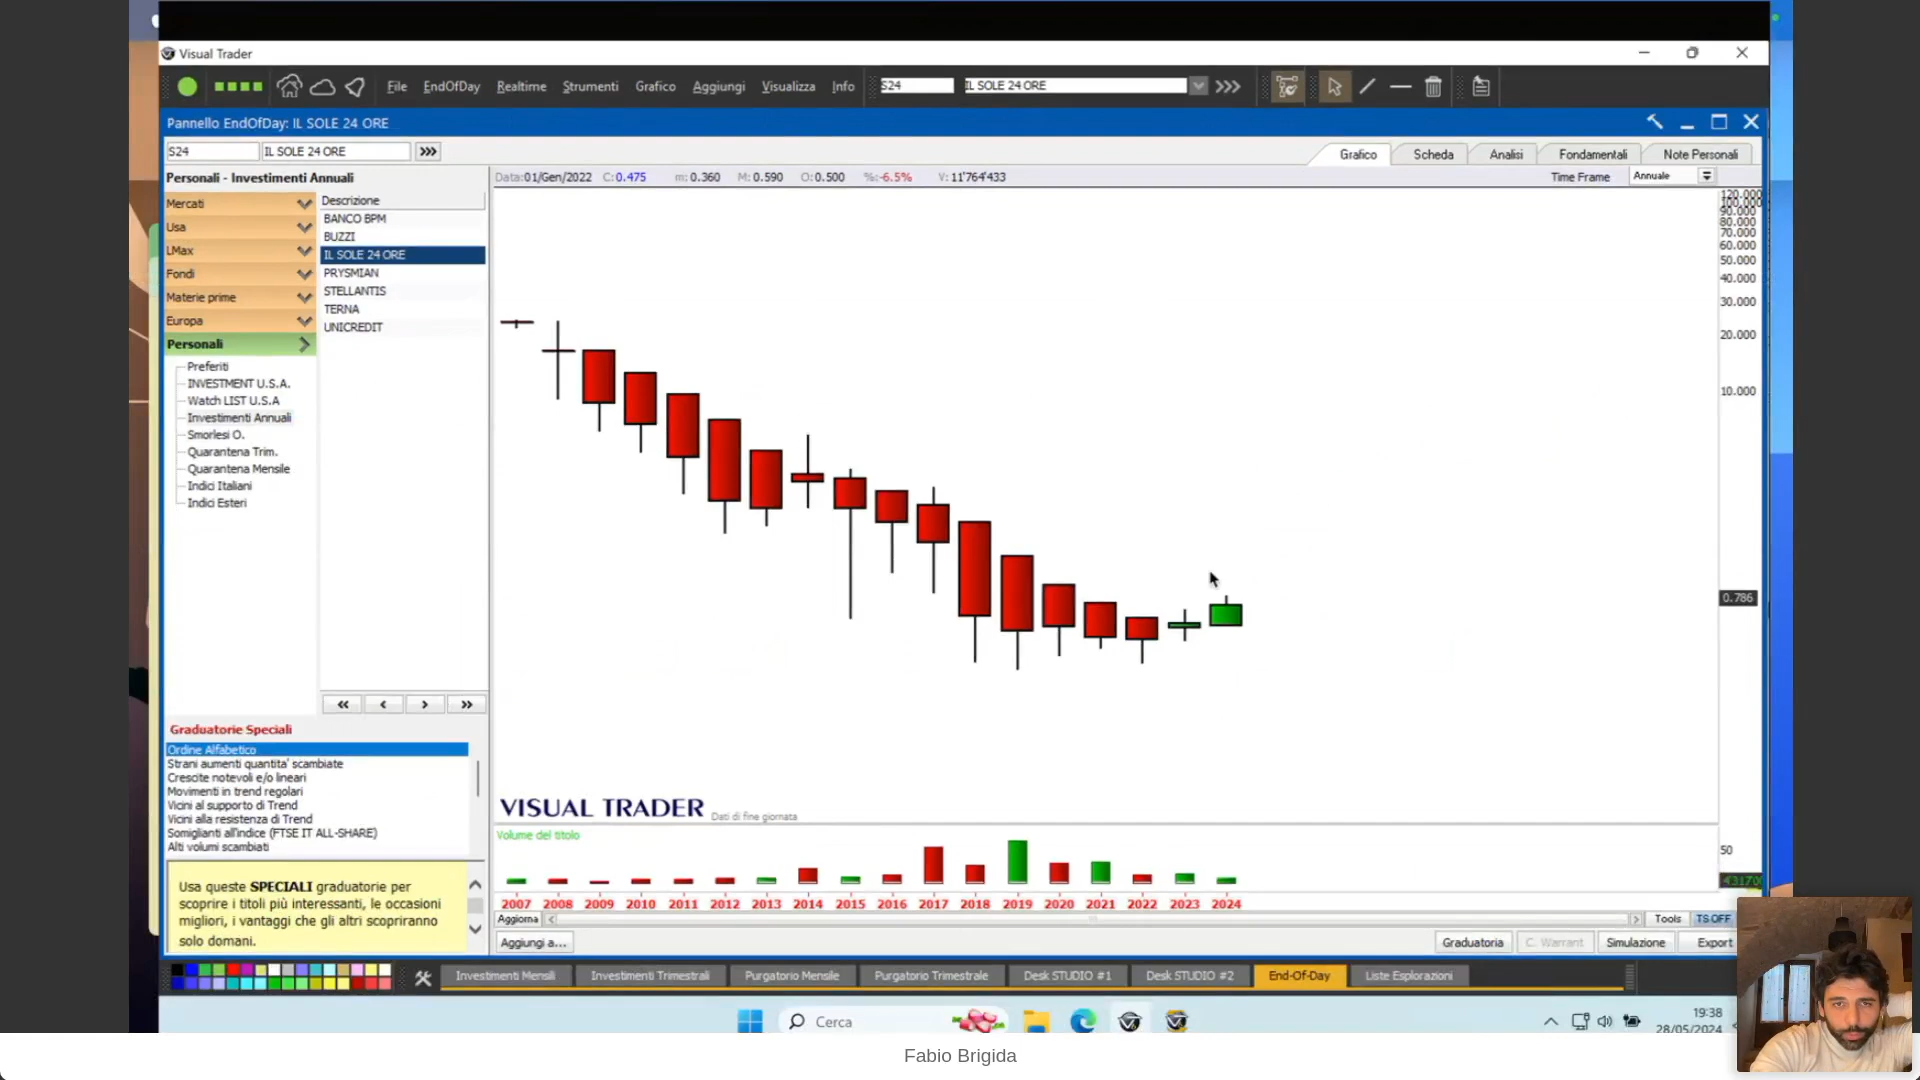 Visual Trader
File EndOfDay Realtime Strumenti Grafico Aggiungi Visualizza Info S24 IL SOLE 24 ORE
Pannello EndOfDay: IL SOLE 24 ORE
S24 IL SOLE 24 ORE
Grafico Scheda Analisi Fondamentali Note Personali
Personali - Investimenti Annuali
Data:01/Gen/2022 C:0.475 m:0.360 M:0.590 O:0.500 %:-6.5% V:11'764'433
Time Frame Annuale
Mercati
Usa
LMax
Fondi
Materie prime
Europa
Personali
Preferiti
INVESTMENT U.S.A.
Watch LIST U.S.A
Investimenti Annuali
Smorlesi O.
Quarantena Trim.
Quarantena Mensile
Indici Italiani
Indici Esteri
Descrizione
BANCO BPM
BUZZI
IL SOLE 24 ORE
PRYSMIAN
STELLANTIS
TERNA
UNICREDIT
120.000
100.000
90.000
80.000
70.000
60.000
50.000
40.000
30.000
20.000
10.000
0.786
Graduatorie Speciali
Ordine Alfabetico
Strani aumenti quantita' scambiate
Crescite notevoli e/o lineari
Movimenti in trend regolari
Vicini al supporto di Trend
Vicini alla resistenza di Trend
Somiglianti all'indice (FTSE IT ALL-SHARE)
Alti volumi scambiati
Usa queste SPECIALI graduatorie per
scoprire i titoli più interessanti, le occasioni
migliori, i vantaggi che gli altri scopriranno
solo domani.
VISUAL TRADER Dati di fine giornata
Volume del titolo
50
2007 2008 2009 2010 2011 2012 2013 2014 2015 2016 2017 2018 2019 2020 2021 2022 2023 2024
Aggiorna
Tools TS OFF
Aggiungi a...
Graduatoria C. Warrant Simulazione Export
Investimenti Mensili Investimenti Trimestrali Purgatorio Mensile Purgatorio Trimestrale Desk STUDIO #1 Desk STUDIO #2 End-Of-Day Liste Esplorazioni
Cerca
19:38
28/05/2024
Fabio Brigida